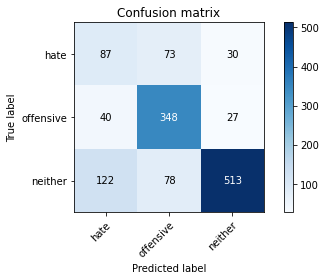 Confusion matrix
hate 87 73 30
offensive 40 348 27
neither 122 78 513
hate offensive neither
True label
Predicted label
500
400
300
200
100